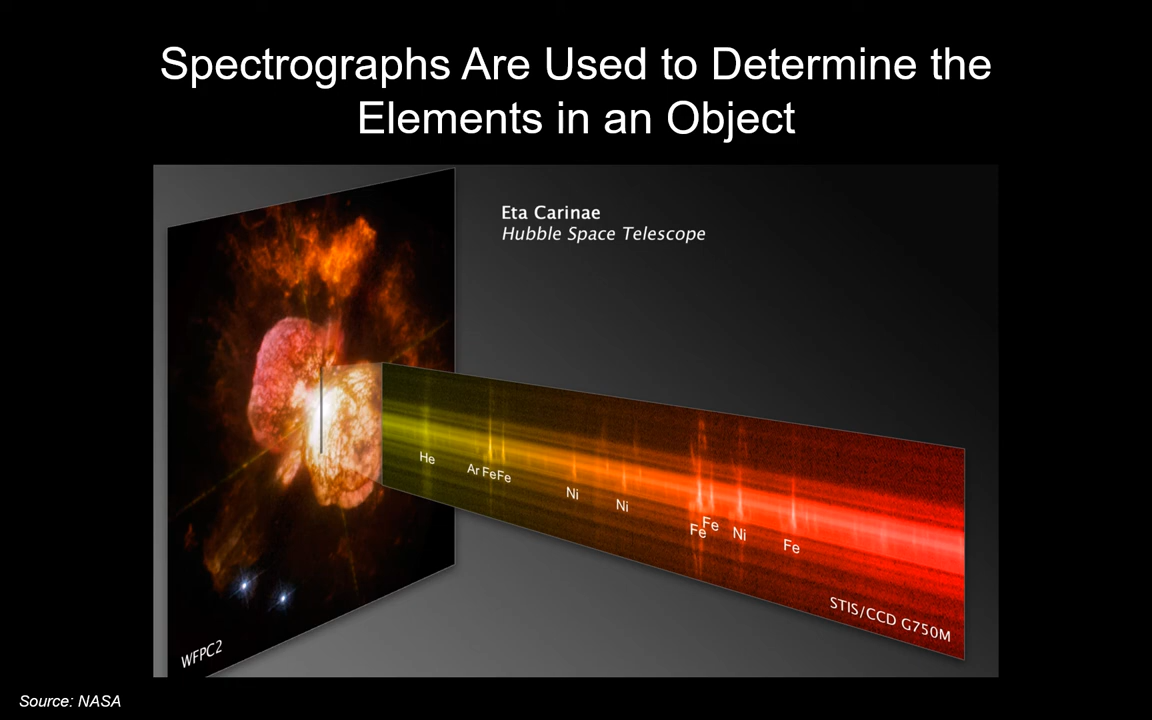 Spectrographs Are Used to Determine the
Elements in an Object
Eta Carinae
Hubble Space Telescope
He
Ar Fe Fe
Ni
Ni
Fe
Fe
Ni
Fe
STIS/CCD G750M
WFPC2
Source: NASA